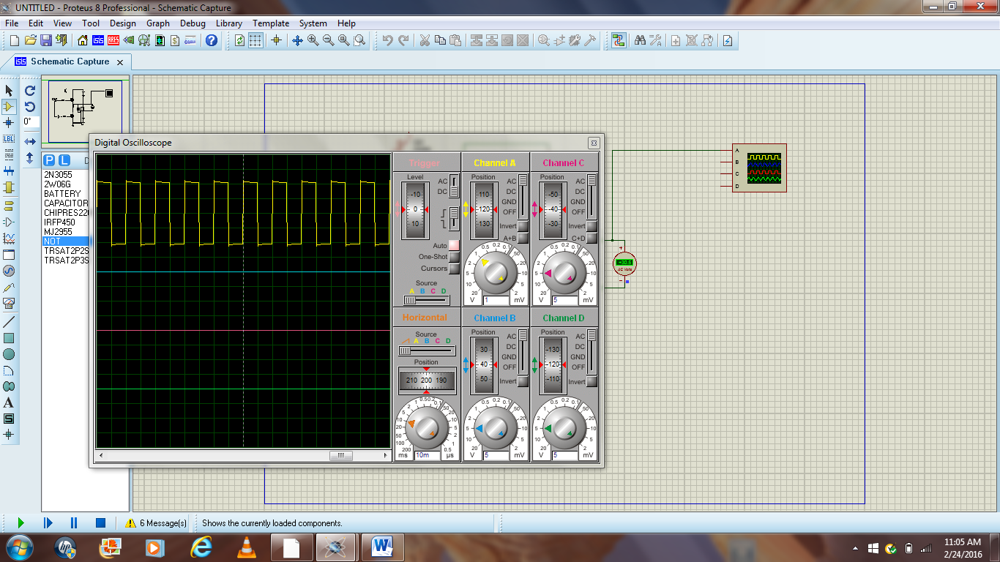 UNTITLED - Proteus 8 Professional - Schematic Capture
File Edit View Tool Design Graph Debug Library Template System Help
Schematic Capture
0°
P L D
2N3055
2W06G
BATTERY
CAPACITOR
CHIPRES220
IRFP450
MJ2955
NOT
TRSAT2P2S
TRSAT2P3S
LBL
A
S
Digital Oscilloscope
Trigger
Level
-10
0
10
AC
DC
Auto
One-Shot
Cursors
Source
A B C D
Channel A
Position
-110
-120
-130
AC
DC
GND
OFF
Invert
A+B
V 1 mV
Channel C
Position
-50
-40
-30
AC
DC
GND
OFF
Invert
C+D
V 5 mV
Horizontal
Source
A B C D
Position
210 200 190
ms 10m µs
Channel B
Position
30
40
50
AC
DC
GND
OFF
Invert
V 5 mV
Channel D
Position
-130
-120
-110
AC
DC
GND
OFF
Invert
V 5 mV
A
B
C
D
AC Volts
6 Message(s)
Shows the currently loaded components.
11:05 AM
2/24/2016